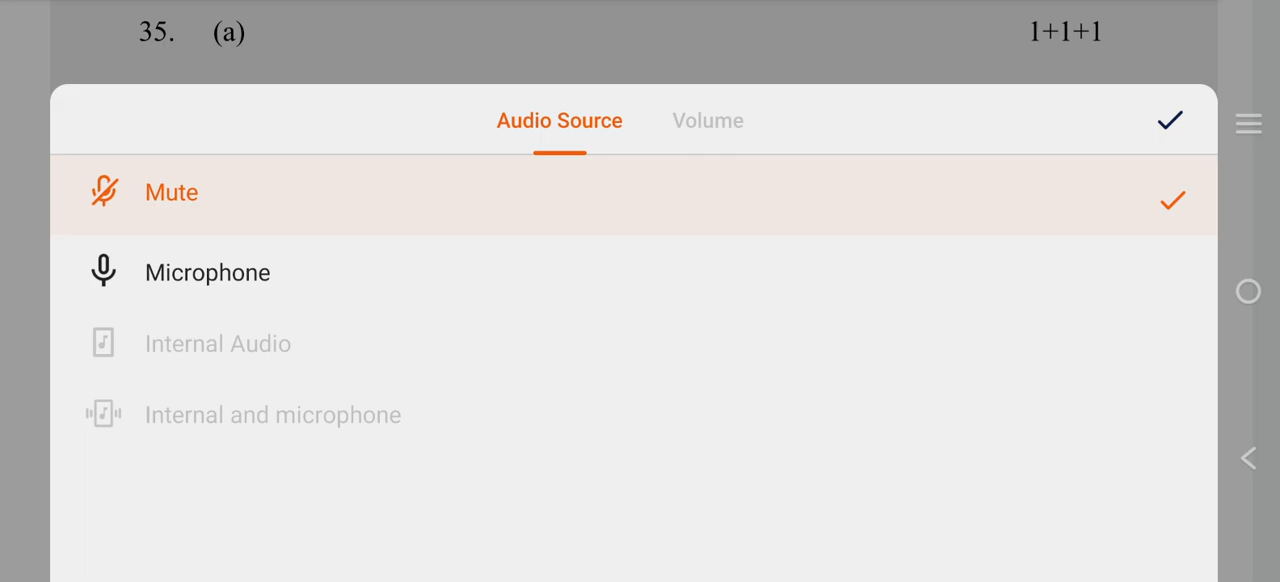 35. (a) 1+1+1
Audio Source Volume
Mute
Microphone
Internal Audio
Internal and microphone